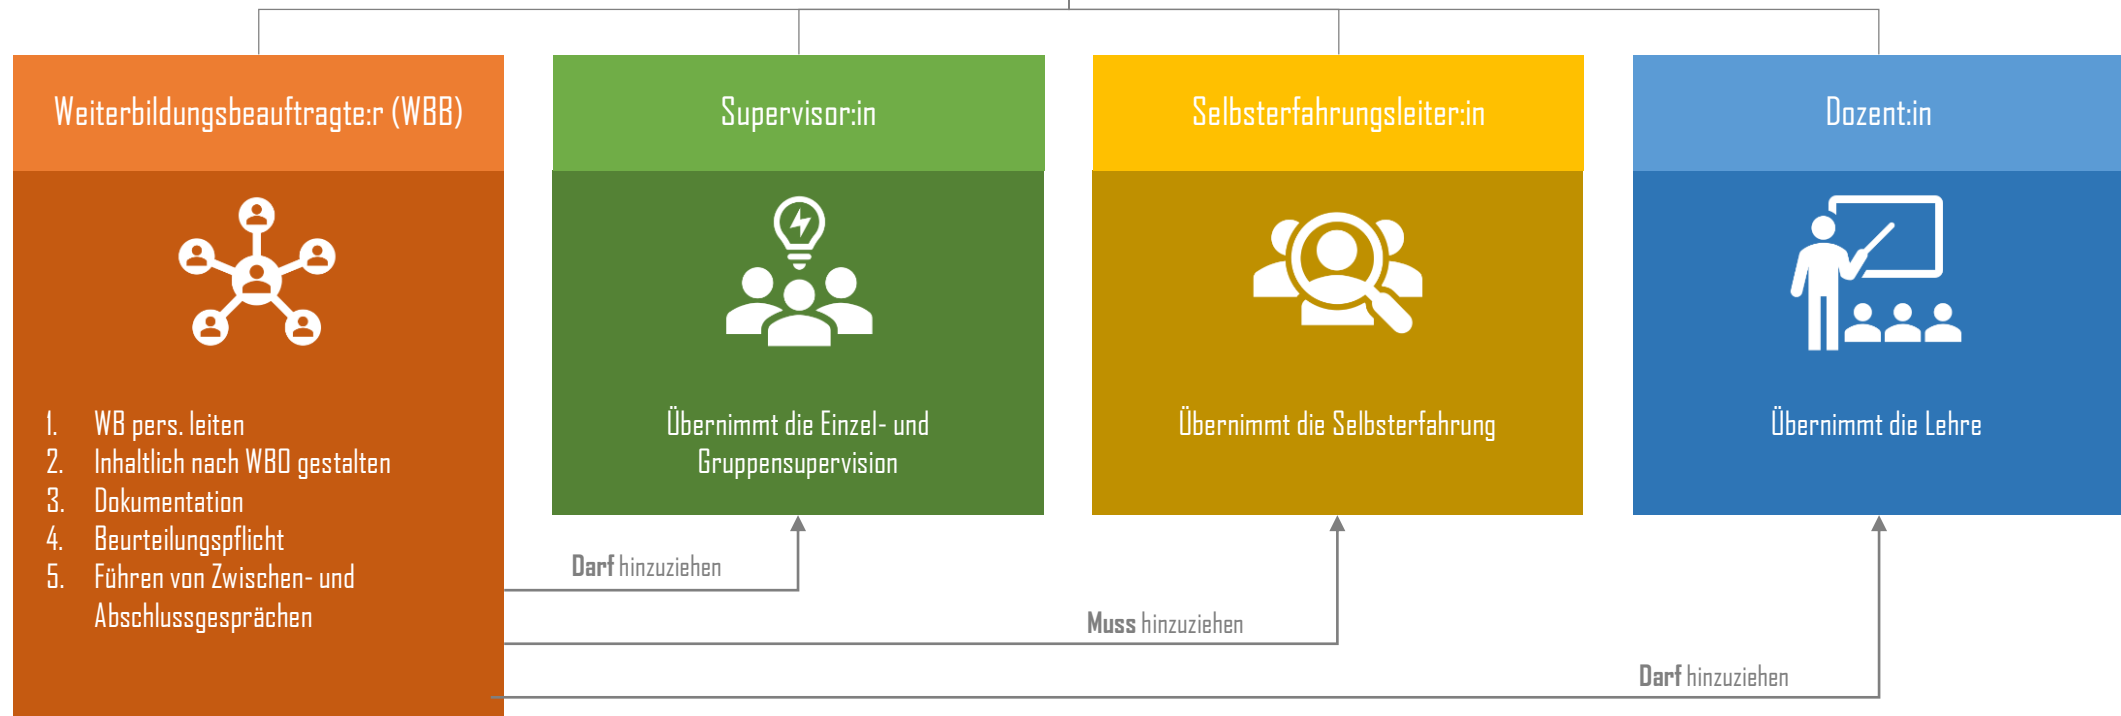 Weiterbildungsbeauftragte:r (WBB)
1. WB pers. leiten
2. Inhaltlich nach WBO gestalten
3. Dokumentation
4. Beurteilungspflicht
5. Führen von Zwischen- und
Abschlussgesprächen
Supervisor:in
Übernimmt die Einzel- und
Gruppensupervision
Selbsterfahrungsleiter:in
Übernimmt die Selbsterfahrung
Dozent:in
Übernimmt die Lehre
Darf hinzuziehen
Muss hinzuziehen
Darf hinzuziehen